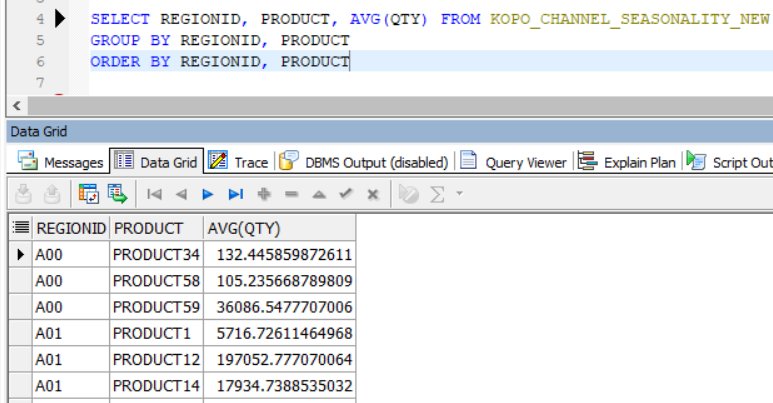 4 SELECT REGIONID, PRODUCT, AVG(QTY) FROM KOPO_CHANNEL_SEASONALITY_NEW
5 GROUP BY REGIONID, PRODUCT
6 ORDER BY REGIONID, PRODUCT
7
Data Grid
Messages Data Grid Trace DBMS Output (disabled) Query Viewer Explain Plan Script Out
REGIONID PRODUCT AVG(QTY)
A00 PRODUCT34 132.445859872611
A00 PRODUCT58 105.235668789809
A00 PRODUCT59 36086.5477707006
A01 PRODUCT1 5716.72611464968
A01 PRODUCT12 197052.777070064
A01 PRODUCT14 17934.7388535032